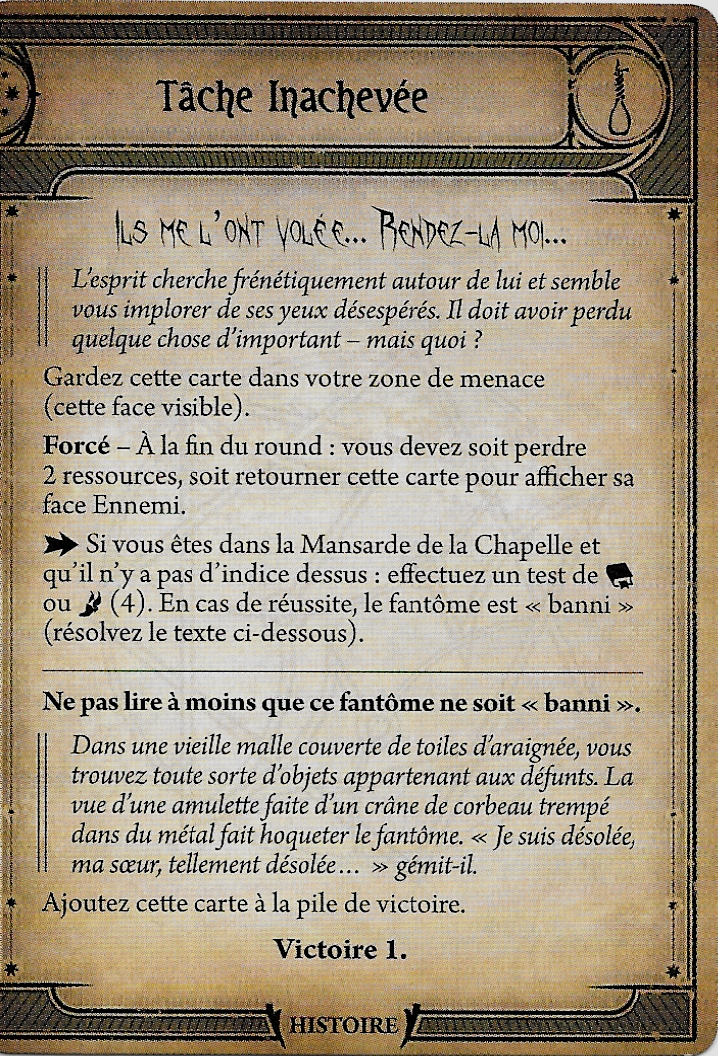 Tâche Inachevée
Ils me l'ont volée... Rendez-la moi...
L'esprit cherche frénétiquement autour de lui et semble
vous implorer de ses yeux désespérés. Il doit avoir perdu
quelque chose d'important – mais quoi ?
Gardez cette carte dans votre zone de menace
(cette face visible).
Forcé – À la fin du round : vous devez soit perdre
2 ressources, soit retourner cette carte pour afficher sa
face Ennemi.
Si vous êtes dans la Mansarde de la Chapelle et
qu'il n'y a pas d'indice dessus : effectuez un test de
ou (4). En cas de réussite, le fantôme est « banni »
(résolvez le texte ci-dessous).
Ne pas lire à moins que ce fantôme ne soit « banni ».
Dans une vieille malle couverte de toiles d'araignée, vous
trouvez toute sorte d'objets appartenant aux défunts. La
vue d'une amulette faite d'un crâne de corbeau trempé
dans du métal fait hoqueter le fantôme. « Je suis désolée,
ma sœur, tellement désolée… » gémit-il.
Ajoutez cette carte à la pile de victoire.
Victoire 1.
HISTOIRE